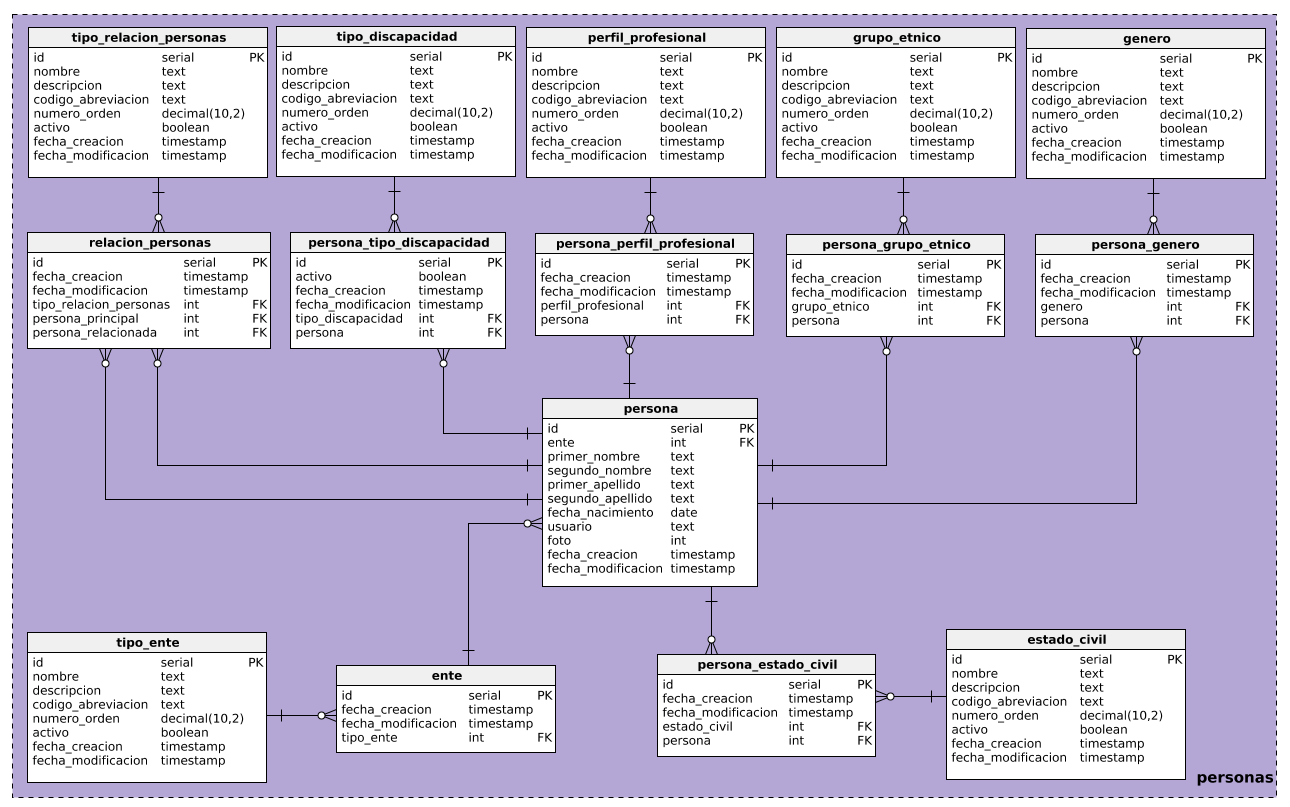 tipo_relacion_personas
id serial PK
nombre text
descripcion text
codigo_abreviacion text
numero_orden decimal(10,2)
activo boolean
fecha_creacion timestamp
fecha_modificacion timestamp
tipo_discapacidad
id serial PK
nombre text
descripcion text
codigo_abreviacion text
numero_orden decimal(10,2)
activo boolean
fecha_creacion timestamp
fecha_modificacion timestamp
perfil_profesional
id serial PK
nombre text
descripcion text
codigo_abreviacion text
numero_orden decimal(10,2)
activo boolean
fecha_creacion timestamp
fecha_modificacion timestamp
grupo_etnico
id serial PK
nombre text
descripcion text
codigo_abreviacion text
numero_orden decimal(10,2)
activo boolean
fecha_creacion timestamp
fecha_modificacion timestamp
genero
id serial PK
nombre text
descripcion text
codigo_abreviacion text
numero_orden decimal(10,2)
activo boolean
fecha_creacion timestamp
fecha_modificacion timestamp
relacion_personas
id serial PK
fecha_creacion timestamp
fecha_modificacion timestamp
tipo_relacion_personas int FK
persona_principal int FK
persona_relacionada int FK
persona_tipo_discapacidad
id serial PK
activo boolean
fecha_creacion timestamp
fecha_modificacion timestamp
tipo_discapacidad int FK
persona int FK
persona_perfil_profesional
id serial PK
fecha_creacion timestamp
fecha_modificacion timestamp
perfil_profesional int FK
persona int FK
persona_grupo_etnico
id serial PK
fecha_creacion timestamp
fecha_modificacion timestamp
grupo_etnico int FK
persona int FK
persona_genero
id serial PK
fecha_creacion timestamp
fecha_modificacion timestamp
genero int FK
persona int FK
persona
id serial PK
ente int FK
primer_nombre text
segundo_nombre text
primer_apellido text
segundo_apellido text
fecha_nacimiento date
usuario text
foto int
fecha_creacion timestamp
fecha_modificacion timestamp
tipo_ente
id serial PK
nombre text
descripcion text
codigo_abreviacion text
numero_orden decimal(10,2)
activo boolean
fecha_creacion timestamp
fecha_modificacion timestamp
ente
id serial PK
fecha_creacion timestamp
fecha_modificacion timestamp
tipo_ente int FK
persona_estado_civil
id serial PK
fecha_creacion timestamp
fecha_modificacion timestamp
estado_civil int FK
persona int FK
estado_civil
id serial PK
nombre text
descripcion text
codigo_abreviacion text
numero_orden decimal(10,2)
activo boolean
fecha_creacion timestamp
fecha_modificacion timestamp
personas